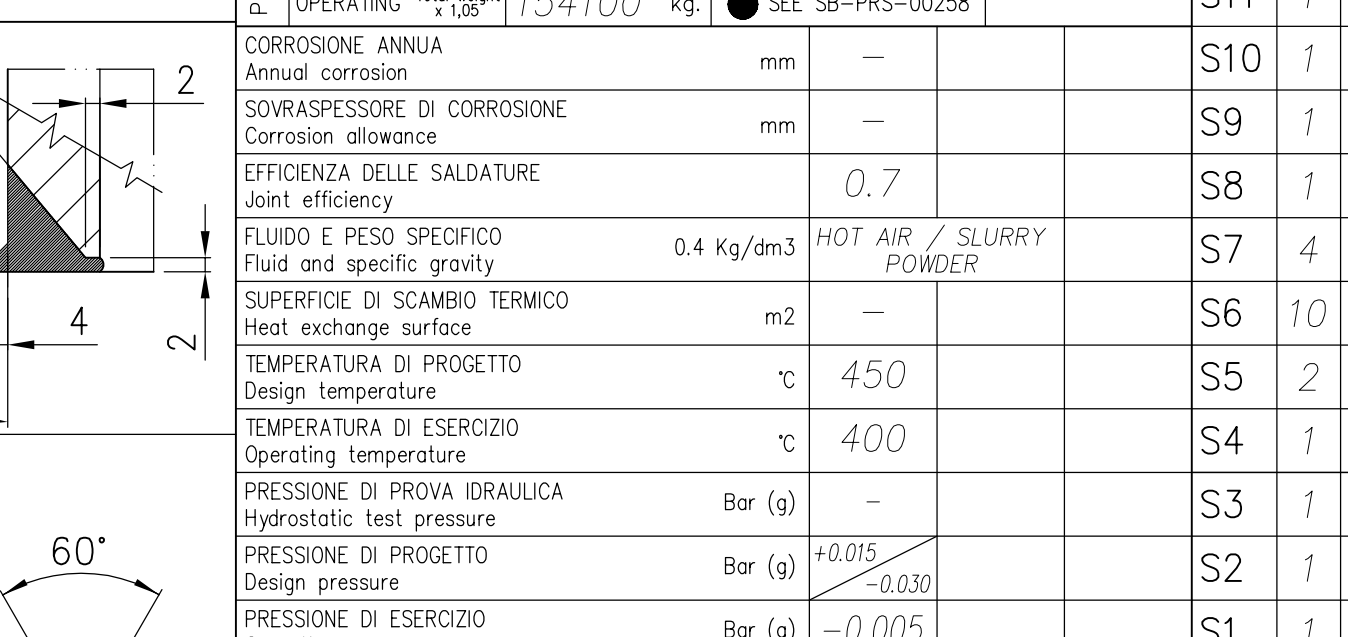 OPERATING x 1,05 154100 kg. SEE SB-PRS-00258
CORROSIONE ANNUA
Annual corrosion mm – S10 1
SOVRASPESSORE DI CORROSIONE
Corrosion allowance mm – S9 1
EFFICIENZA DELLE SALDATURE
Joint efficiency 0.7 S8 1
FLUIDO E PESO SPECIFICO
Fluid and specific gravity 0.4 Kg/dm3 HOT AIR / SLURRY
POWDER
S7 4
SUPERFICIE DI SCAMBIO TERMICO
Heat exchange surface m2 – S6 10
TEMPERATURA DI PROGETTO
Design temperature °C 450 S5 2
TEMPERATURA DI ESERCIZIO
Operating temperature °C 400 S4 1
PRESSIONE DI PROVA IDRAULICA
Hydrostatic test pressure Bar (g) - S3 1
PRESSIONE DI PROGETTO
Design pressure Bar (g) +0.015
-0.030
S2 1
PRESSIONE DI ESERCIZIO
Bar (g) -0.005 S1 1
2
4
2
60°